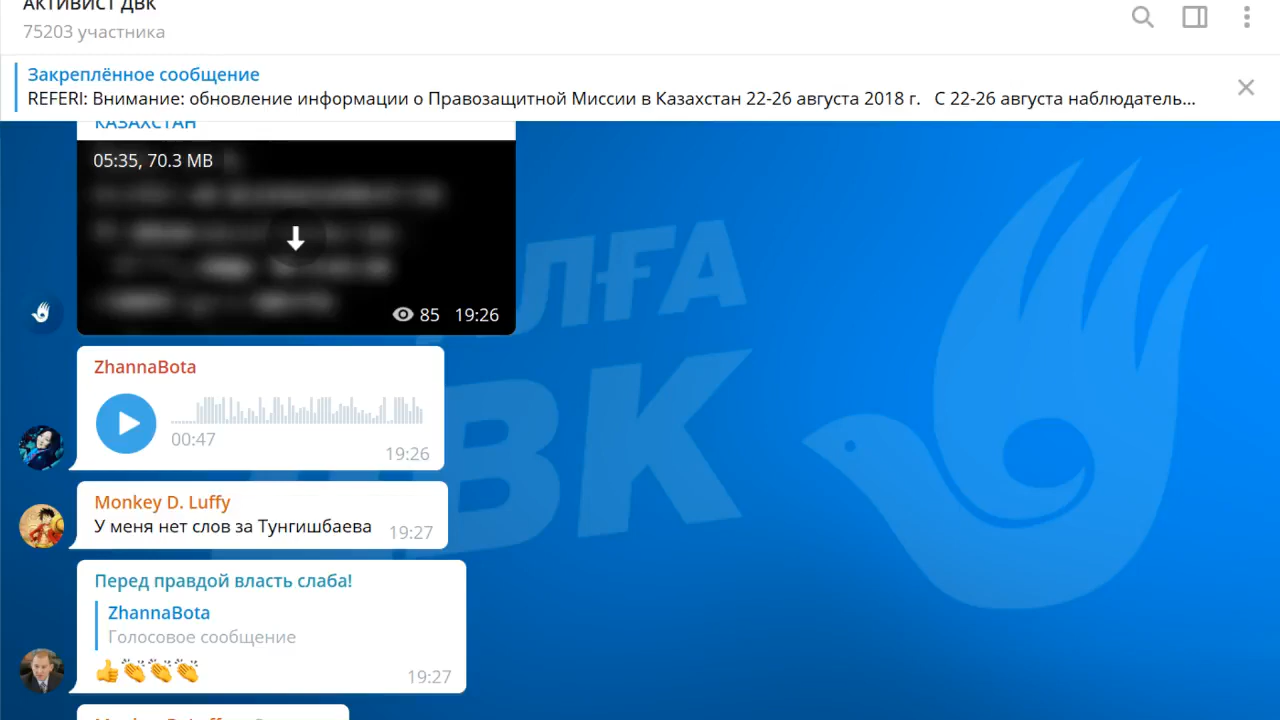 АКТИВИСТ ДВК
75203 участника
Закреплённое сообщение
REFERI: Внимание: обновление информации о Правозащитной Миссии в Казахстан 22-26 августа 2018 г. С 22-26 августа наблюдатель...
КАЗАХСТАН
05:35, 70.3 MB
85 19:26
АЛҒА
ДВК
ZhannaBota
00:47
19:26
Monkey D. Luffy
У меня нет слов за Тунгишбаева 19:27
Перед правдой власть слаба!
ZhannaBota
Голосовое сообщение
👍👏👏👏 19:27